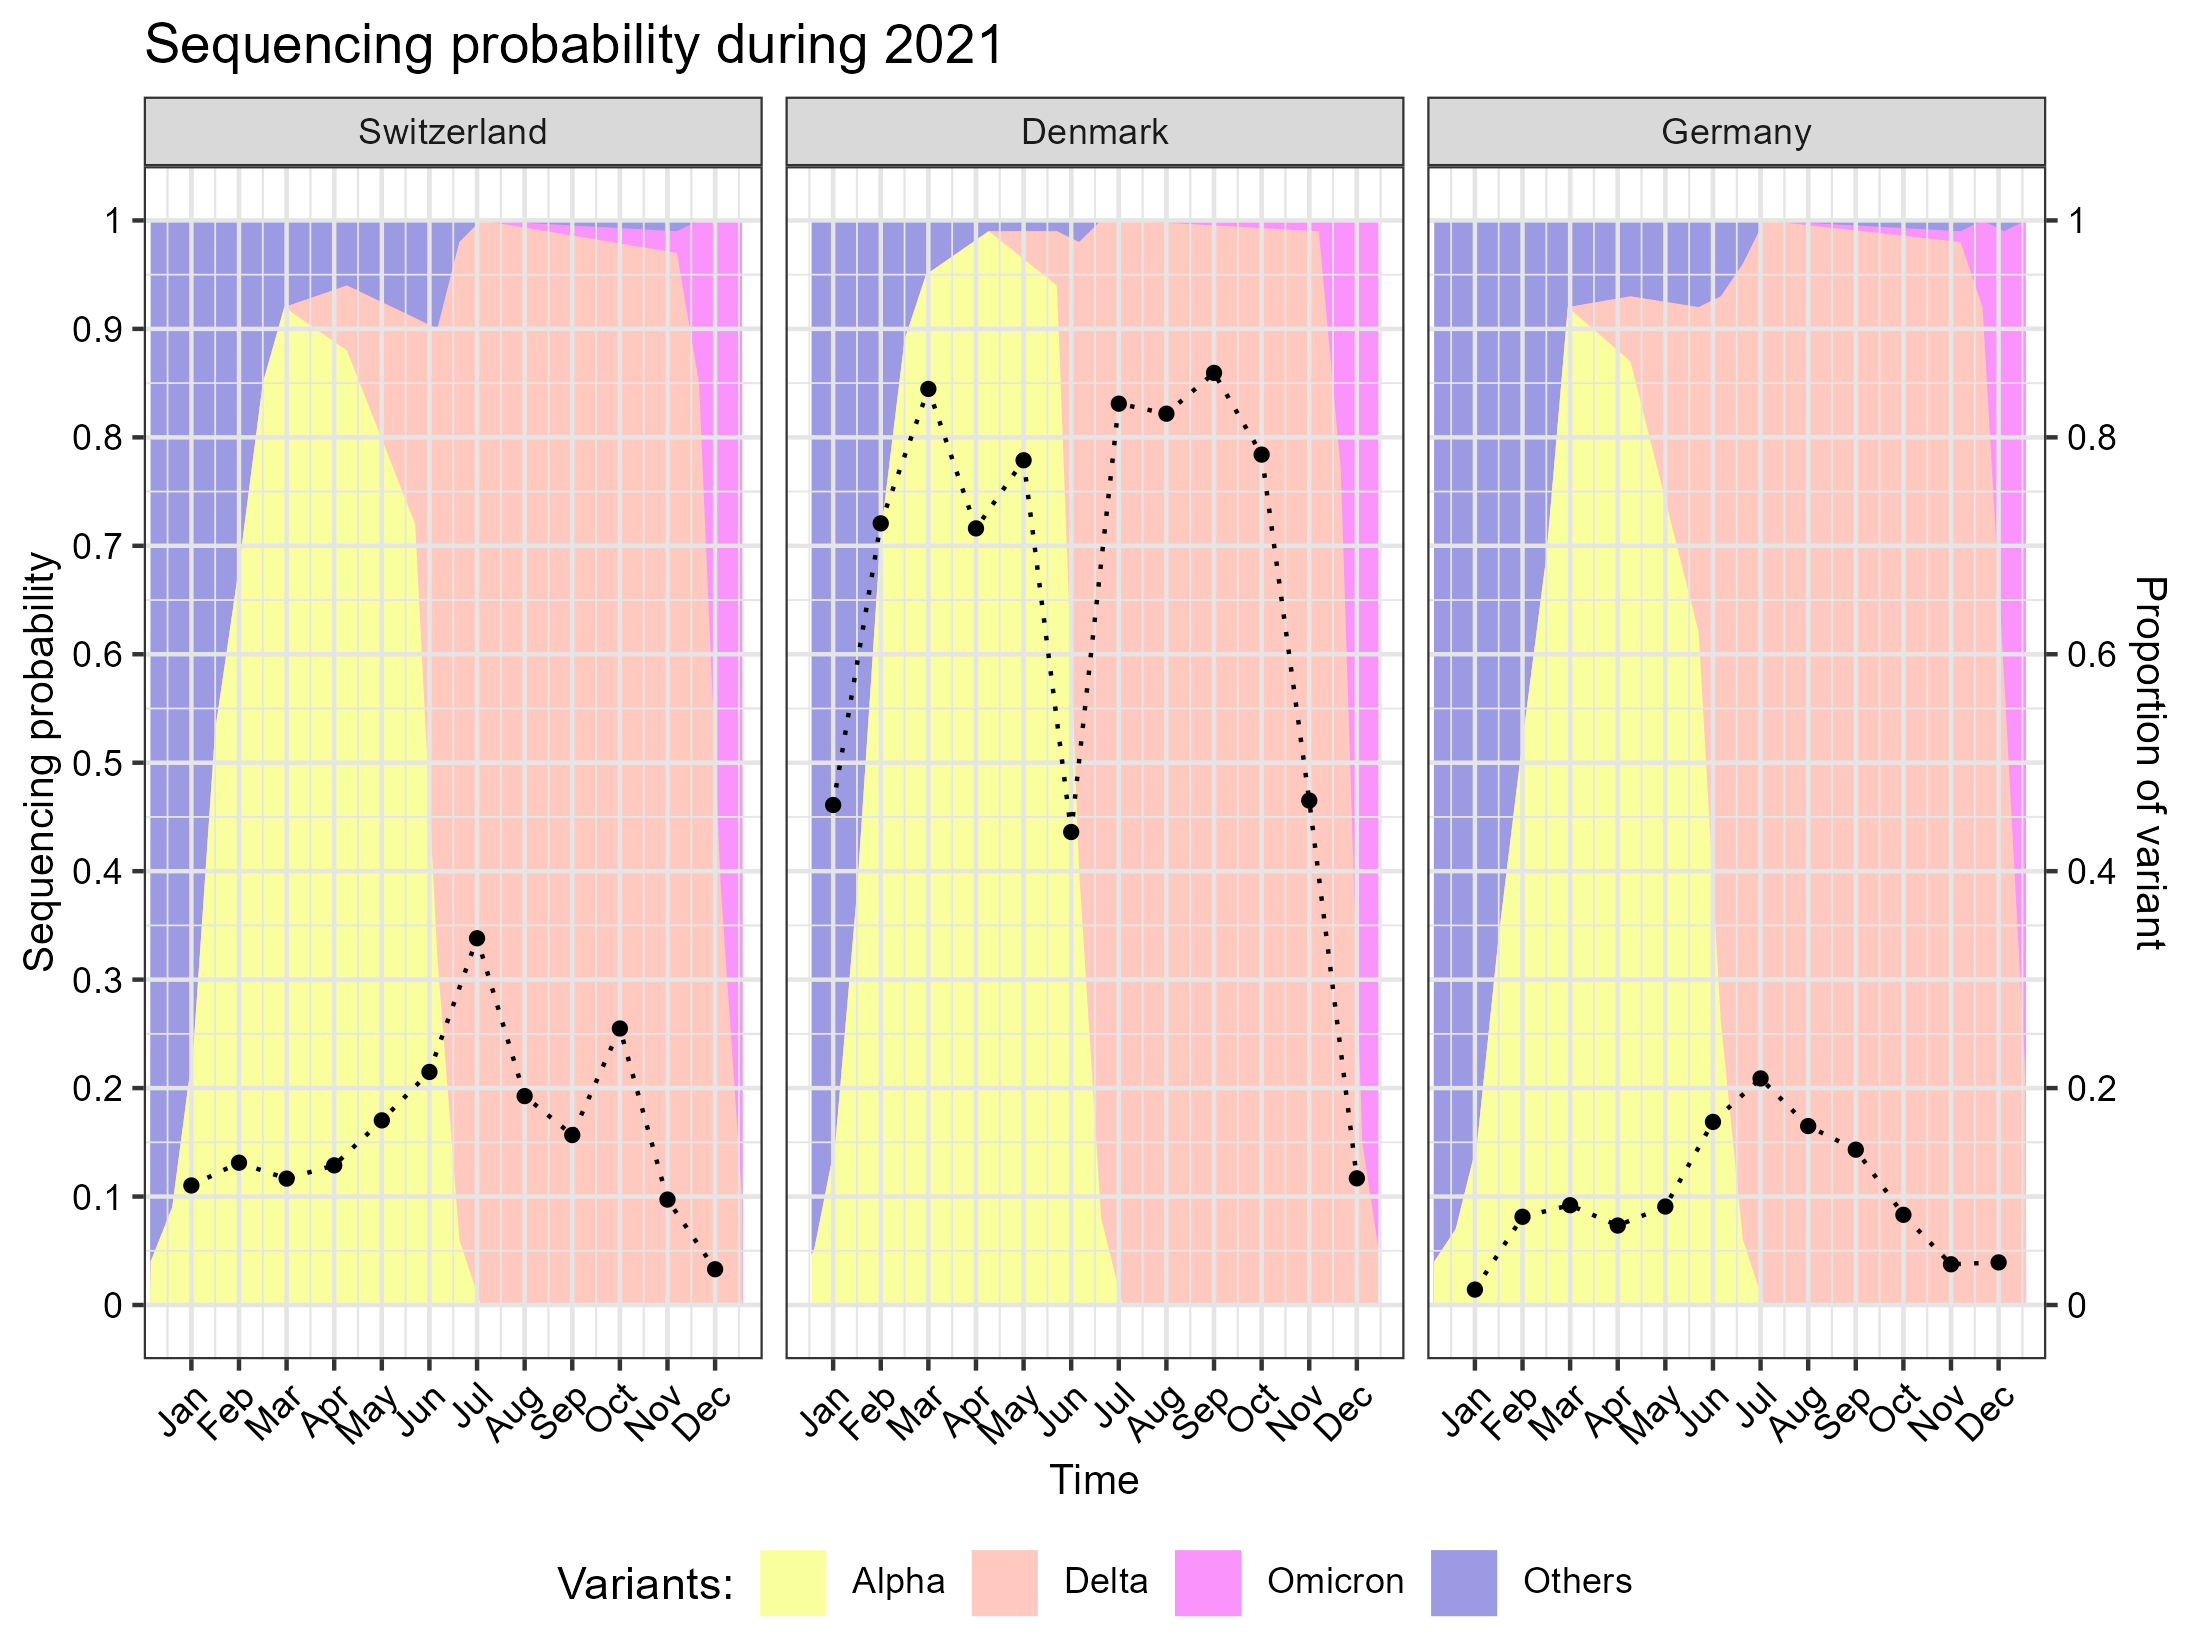 Sequencing probability during 2021
Switzerland
Denmark
Germany
Sequencing probability
1
0.9
0.8
0.7
0.6
0.5
0.4
0.3
0.2
0.1
0
1
0.8
0.6
0.4
0.2
0
Proportion of variant
Jan Feb Mar Apr May Jun Jul Aug Sep Oct Nov Dec
Jan Feb Mar Apr May Jun Jul Aug Sep Oct Nov Dec
Jan Feb Mar Apr May Jun Jul Aug Sep Oct Nov Dec
Time
Variants: Alpha Delta Omicron Others